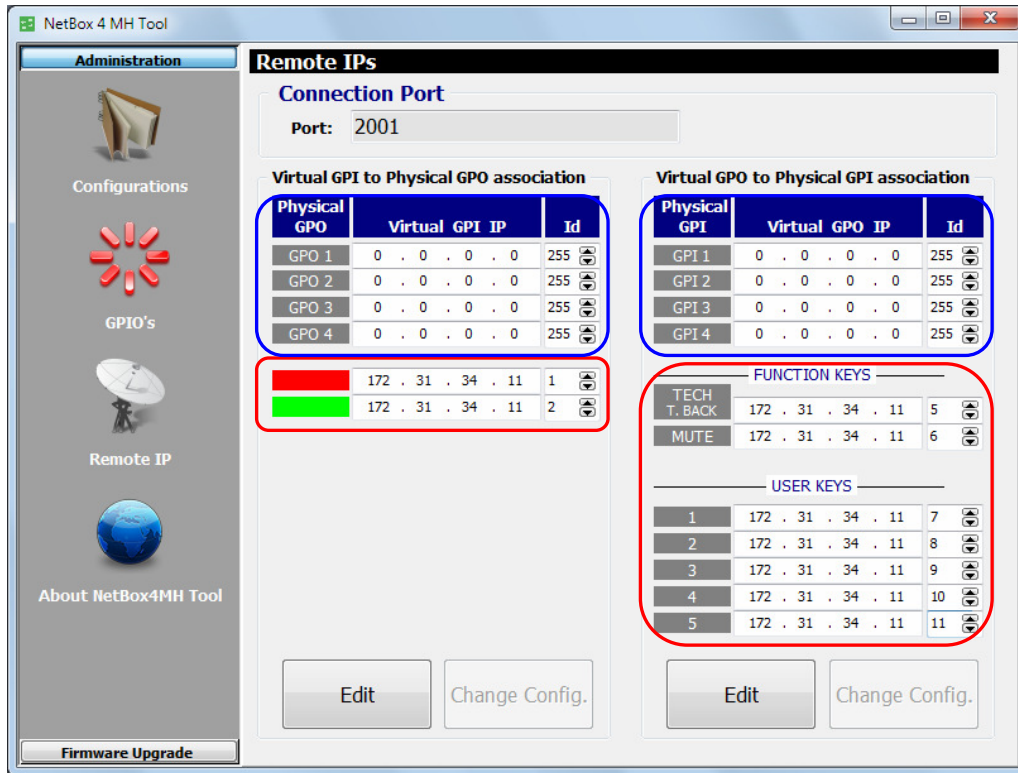 NetBox 4 MH Tool
Administration
Configurations
GPIO's
Remote IP
About NetBox4MH Tool
Firmware Upgrade
Remote IPs
Connection Port
Port: 2001
Virtual GPI to Physical GPO association
Physical GPO Virtual GPI IP Id
GPO 1 0 . 0 . 0 . 0 255
GPO 2 0 . 0 . 0 . 0 255
GPO 3 0 . 0 . 0 . 0 255
GPO 4 0 . 0 . 0 . 0 255
172 . 31 . 34 . 11 1
172 . 31 . 34 . 11 2
Edit Change Config.
Virtual GPO to Physical GPI association
Physical GPI Virtual GPO IP Id
GPI 1 0 . 0 . 0 . 0 255
GPI 2 0 . 0 . 0 . 0 255
GPI 3 0 . 0 . 0 . 0 255
GPI 4 0 . 0 . 0 . 0 255
FUNCTION KEYS
TECH T. BACK 172 . 31 . 34 . 11 5
MUTE 172 . 31 . 34 . 11 6
USER KEYS
1 172 . 31 . 34 . 11 7
2 172 . 31 . 34 . 11 8
3 172 . 31 . 34 . 11 9
4 172 . 31 . 34 . 11 10
5 172 . 31 . 34 . 11 11
Edit Change Config.